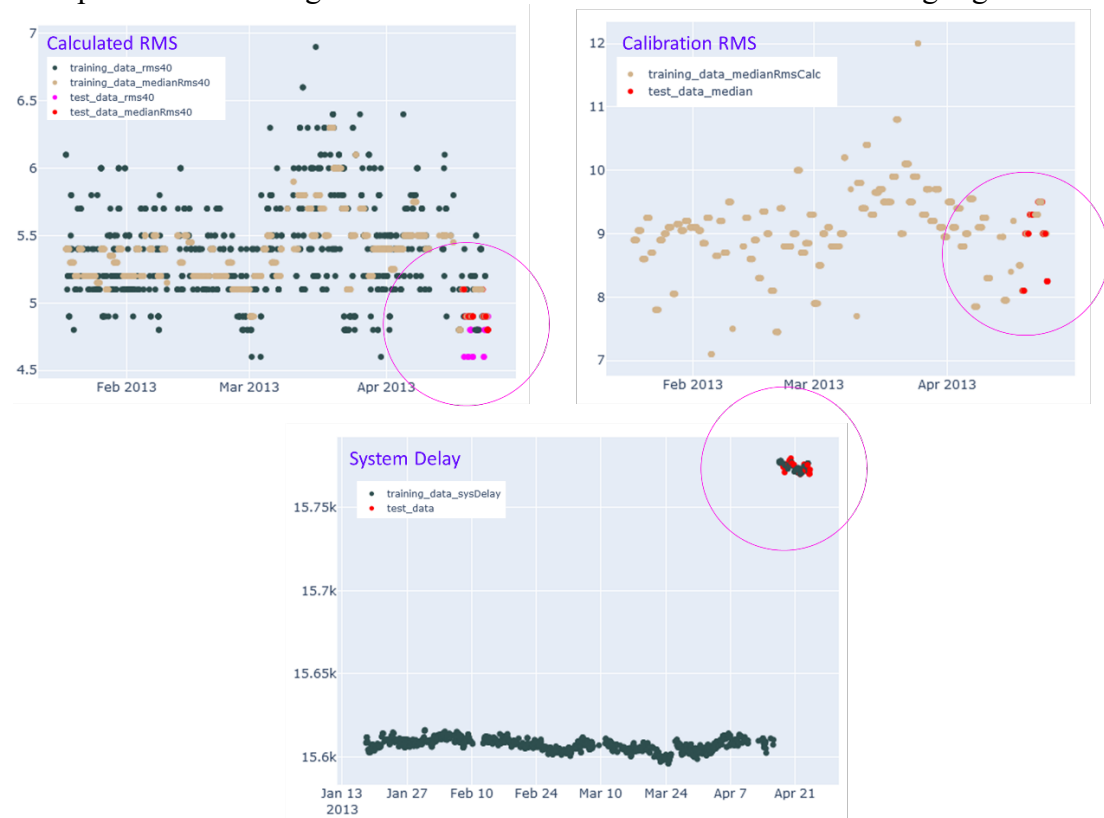 Calculated RMS
training_data_rms40
training_data_medianRms40
test_data_rms40
test_data_medianRms40
7
6.5
6
5.5
5
4.5
Feb 2013
Mar 2013
Apr 2013
Calibration RMS
training_data_medianRmsCalc
test_data_median
12
11
10
9
8
7
Feb 2013
Mar 2013
Apr 2013
System Delay
training_data_sysDelay
test_data
15.75k
15.7k
15.65k
15.6k
Jan 13
2013
Jan 27
Feb 10
Feb 24
Mar 10
Mar 24
Apr 7
Apr 21